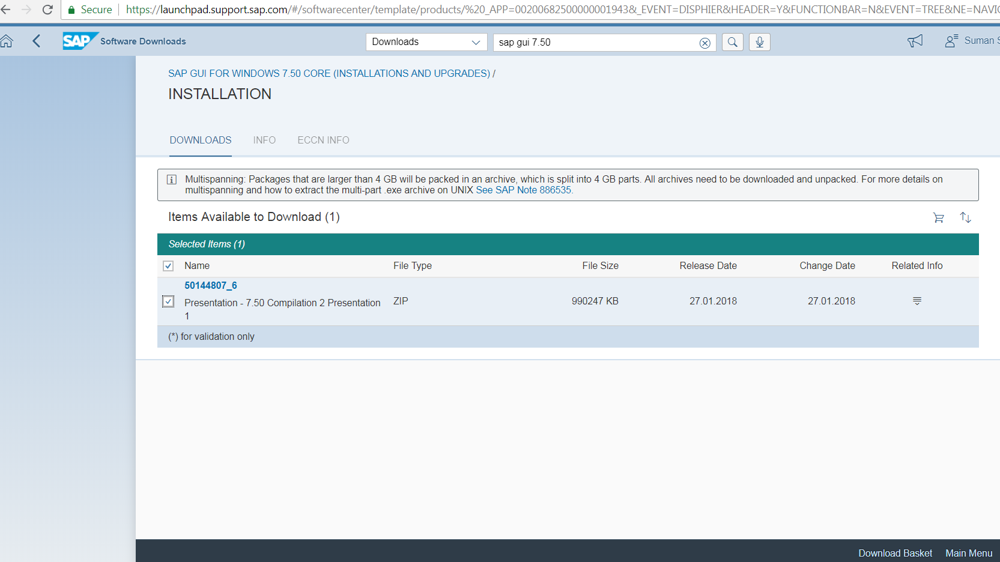 Secure https://launchpad.support.sap.com/#/softwarecenter/template/products/%20_APP=00200682500000001943&_EVENT=DISPHIER&HEADER=Y&FUNCTIONBAR=N&EVENT=TREE&NE=NAVIG
SAP Software Downloads Downloads sap gui 7.50 Suman S
SAP GUI FOR WINDOWS 7.50 CORE (INSTALLATIONS AND UPGRADES) /
INSTALLATION
DOWNLOADS INFO ECCN INFO
Multispanning: Packages that are larger than 4 GB will be packed in an archive, which is split into 4 GB parts. All archives need to be downloaded and unpacked. For more details on
multispanning and how to extract the multi-part .exe archive on UNIX See SAP Note 886535.
Items Available to Download (1)
Selected Items (1)
Name File Type File Size Release Date Change Date Related Info
50144807_6
Presentation - 7.50 Compilation 2 Presentation ZIP 990247 KB 27.01.2018 27.01.2018
1
(*) for validation only
Download Basket Main Menu